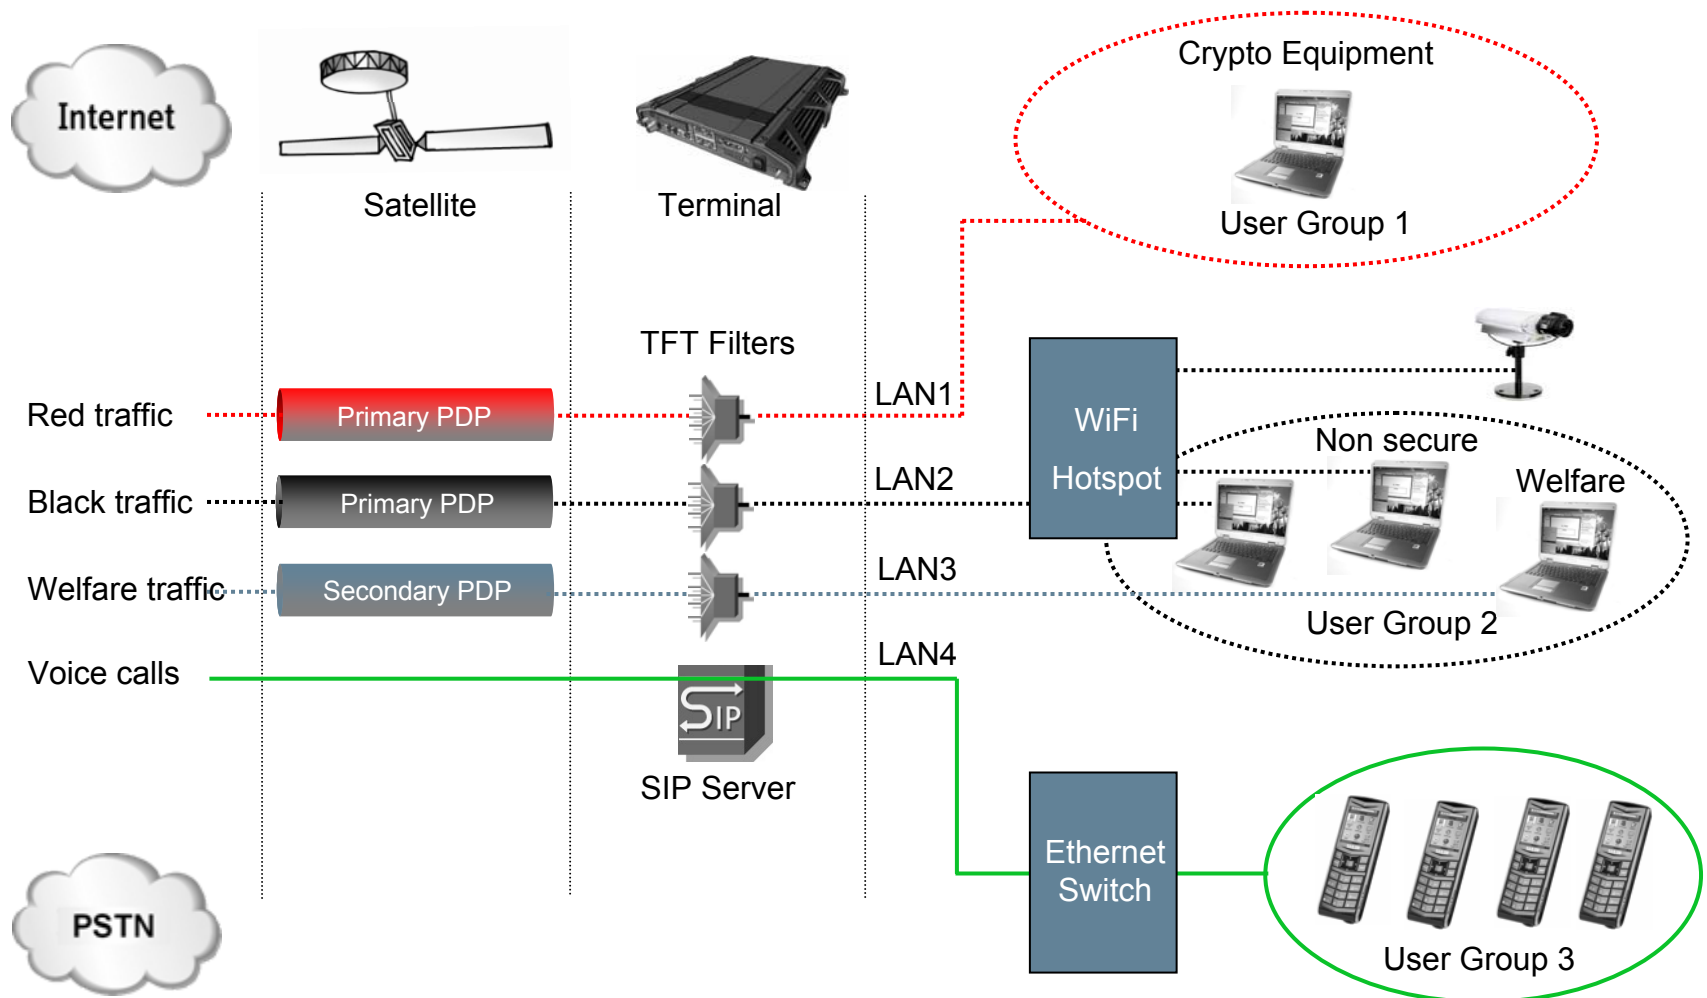 Internet
Satellite
Terminal
Crypto Equipment
User Group 1
TFT Filters
Red traffic
Primary PDP
LAN1
WiFi
Hotspot
Non secure
Welfare
Black traffic
Primary PDP
LAN2
Welfare traffic
Secondary PDP
LAN3
User Group 2
Voice calls
LAN4
SIP
SIP Server
Ethernet
Switch
PSTN
User Group 3